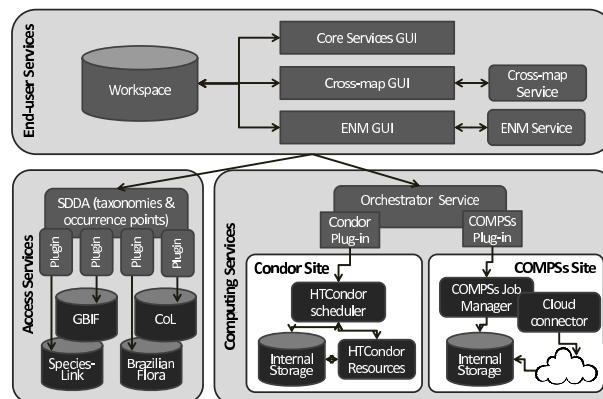 End-user Services
Workspace
Core Services GUI
Cross-map GUI
Cross-map
Service
ENM GUI
ENM Service
Access Services
SDDA (taxonomies &
occurrence points)
Plugin
Plugin
Plugin
Plugin
GBIF
CoL
Species-
Link
Brazilian
Flora
Computing Services
Orchestrator Service
Condor
Plug-in
COMPSs
Plug-in
Condor Site
HTCondor
scheduler
Internal
Storage
HTCondor
Resources
COMPSs Site
COMPSs Job
Manager
Cloud
connector
Internal
Storage